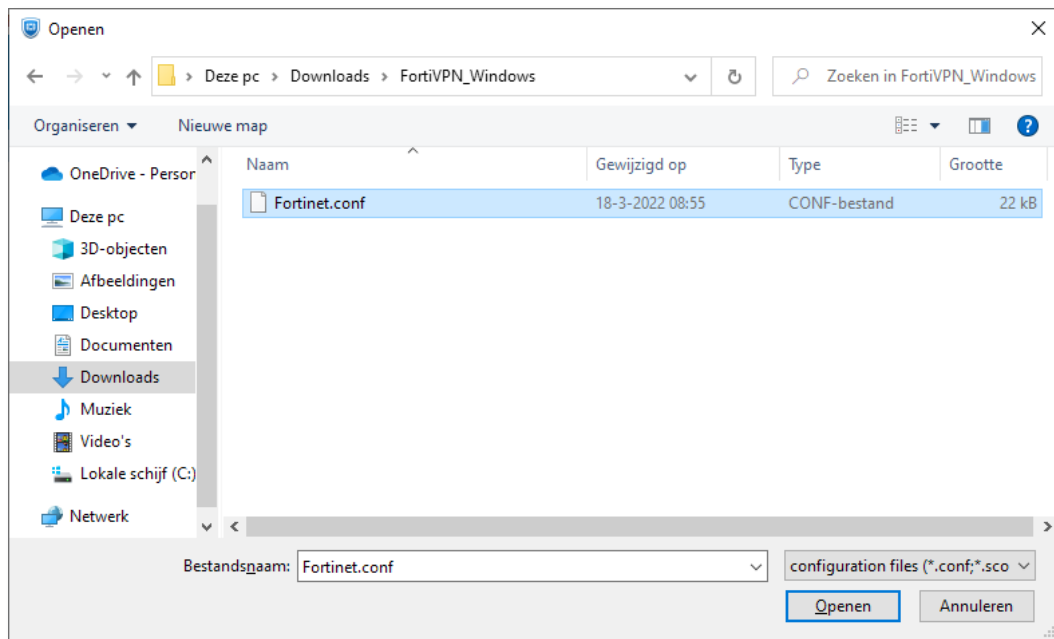 Openen
Deze pc > Downloads > FortiVPN_Windows
Zoeken in FortiVPN_Windows
Organiseren
Nieuwe map
Naam
Gewijzigd op
Type
Grootte
Fortinet.conf
18-3-2022 08:55
CONF-bestand
22 kB
OneDrive - Person
Deze pc
3D-objecten
Afbeeldingen
Desktop
Documenten
Downloads
Muziek
Video's
Lokale schijf (C:)
Netwerk
Bestandsnaam:
Fortinet.conf
configuration files (*.conf;*.sco
Openen
Annuleren